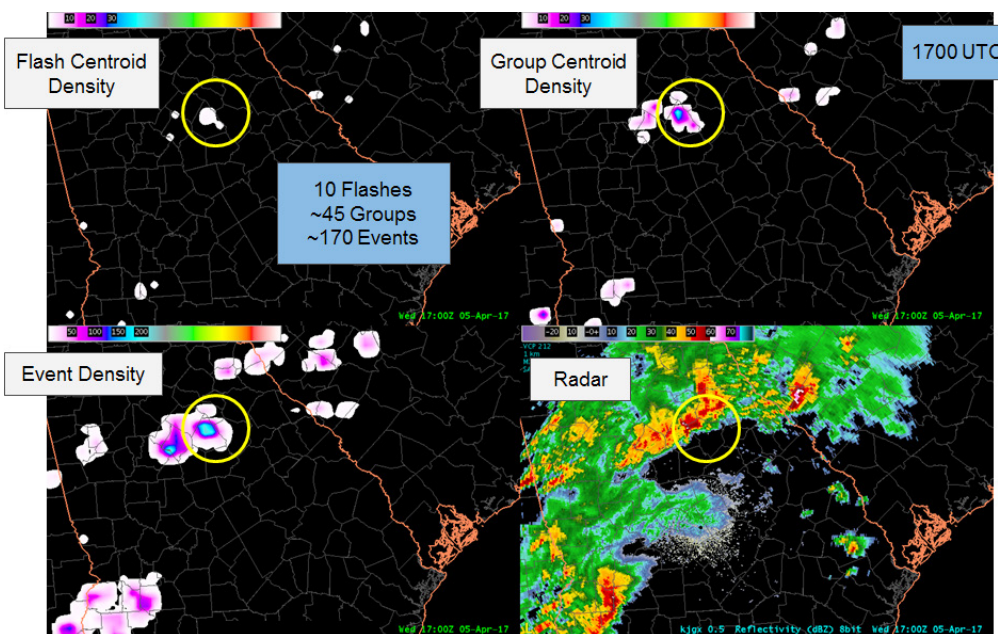 10 20 30
10 20 30
Flash Centroid
Density
Group Centroid
Density
1700 UTC
10 Flashes
~45 Groups
~170 Events
Wed 17:00Z 05-Apr-17
Wed 17:00Z 05-Apr-17
50 100 150 200
-20 10 -0+ 10 20 30 40 50 60 70
VCP 212
1 km
Event Density
Radar
Wed 17:00Z 05-Apr-17
kjgx 0.5 Reflectivity (dBZ) 8bit Wed 17:00Z 05-Apr-17